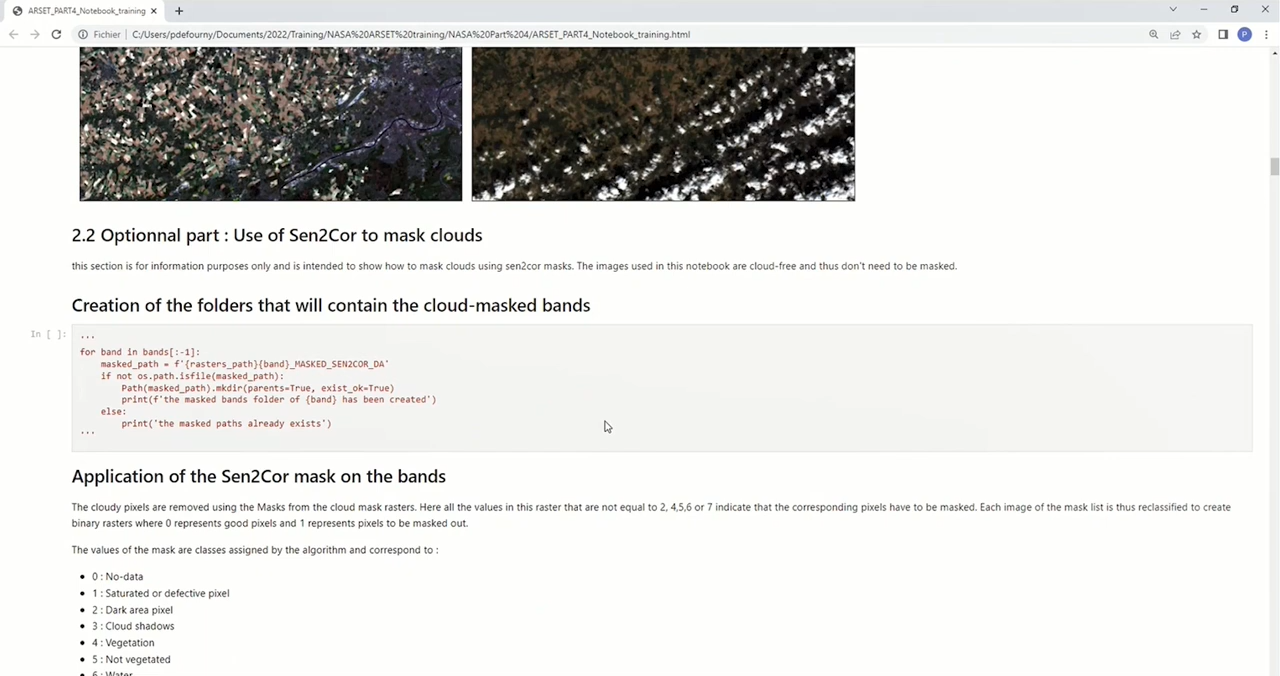 ARSET_PART4_Notebook_training
Fichier
C:/Users/pdefourny/Documents/2022/Training/NASA%20ARSET%20training/NASA%20Part%204/ARSET_PART4_Notebook_training.html
P
2.2 Optionnal part : Use of Sen2Cor to mask clouds
this section is for information purposes only and is intended to show how to mask clouds using sen2cor masks. The images used in this notebook are cloud-free and thus don't need to be masked.
Creation of the folders that will contain the cloud-masked bands
In [ ]:
...
for band in bands[:-1]:
masked_path = f'{rasters_path}{band}_MASKED_SEN2COR_DA'
if not os.path.isfile(masked_path):
Path(masked_path).mkdir(parents=True, exist_ok=True)
print(f'the masked bands folder of {band} has been created')
else:
print('the masked paths already exists')
...
Application of the Sen2Cor mask on the bands
The cloudy pixels are removed using the Masks from the cloud mask rasters. Here all the values in this raster that are not equal to 2, 4,5,6 or 7 indicate that the corresponding pixels have to be masked. Each image of the mask list is thus reclassified to create
binary rasters where 0 represents good pixels and 1 represents pixels to be masked out.
The values of the mask are classes assigned by the algorithm and correspond to :
• 0 : No-data
• 1 : Saturated or defective pixel
• 2 : Dark area pixel
• 3 : Cloud shadows
• 4 : Vegetation
• 5 : Not vegetated
• 6 : Water